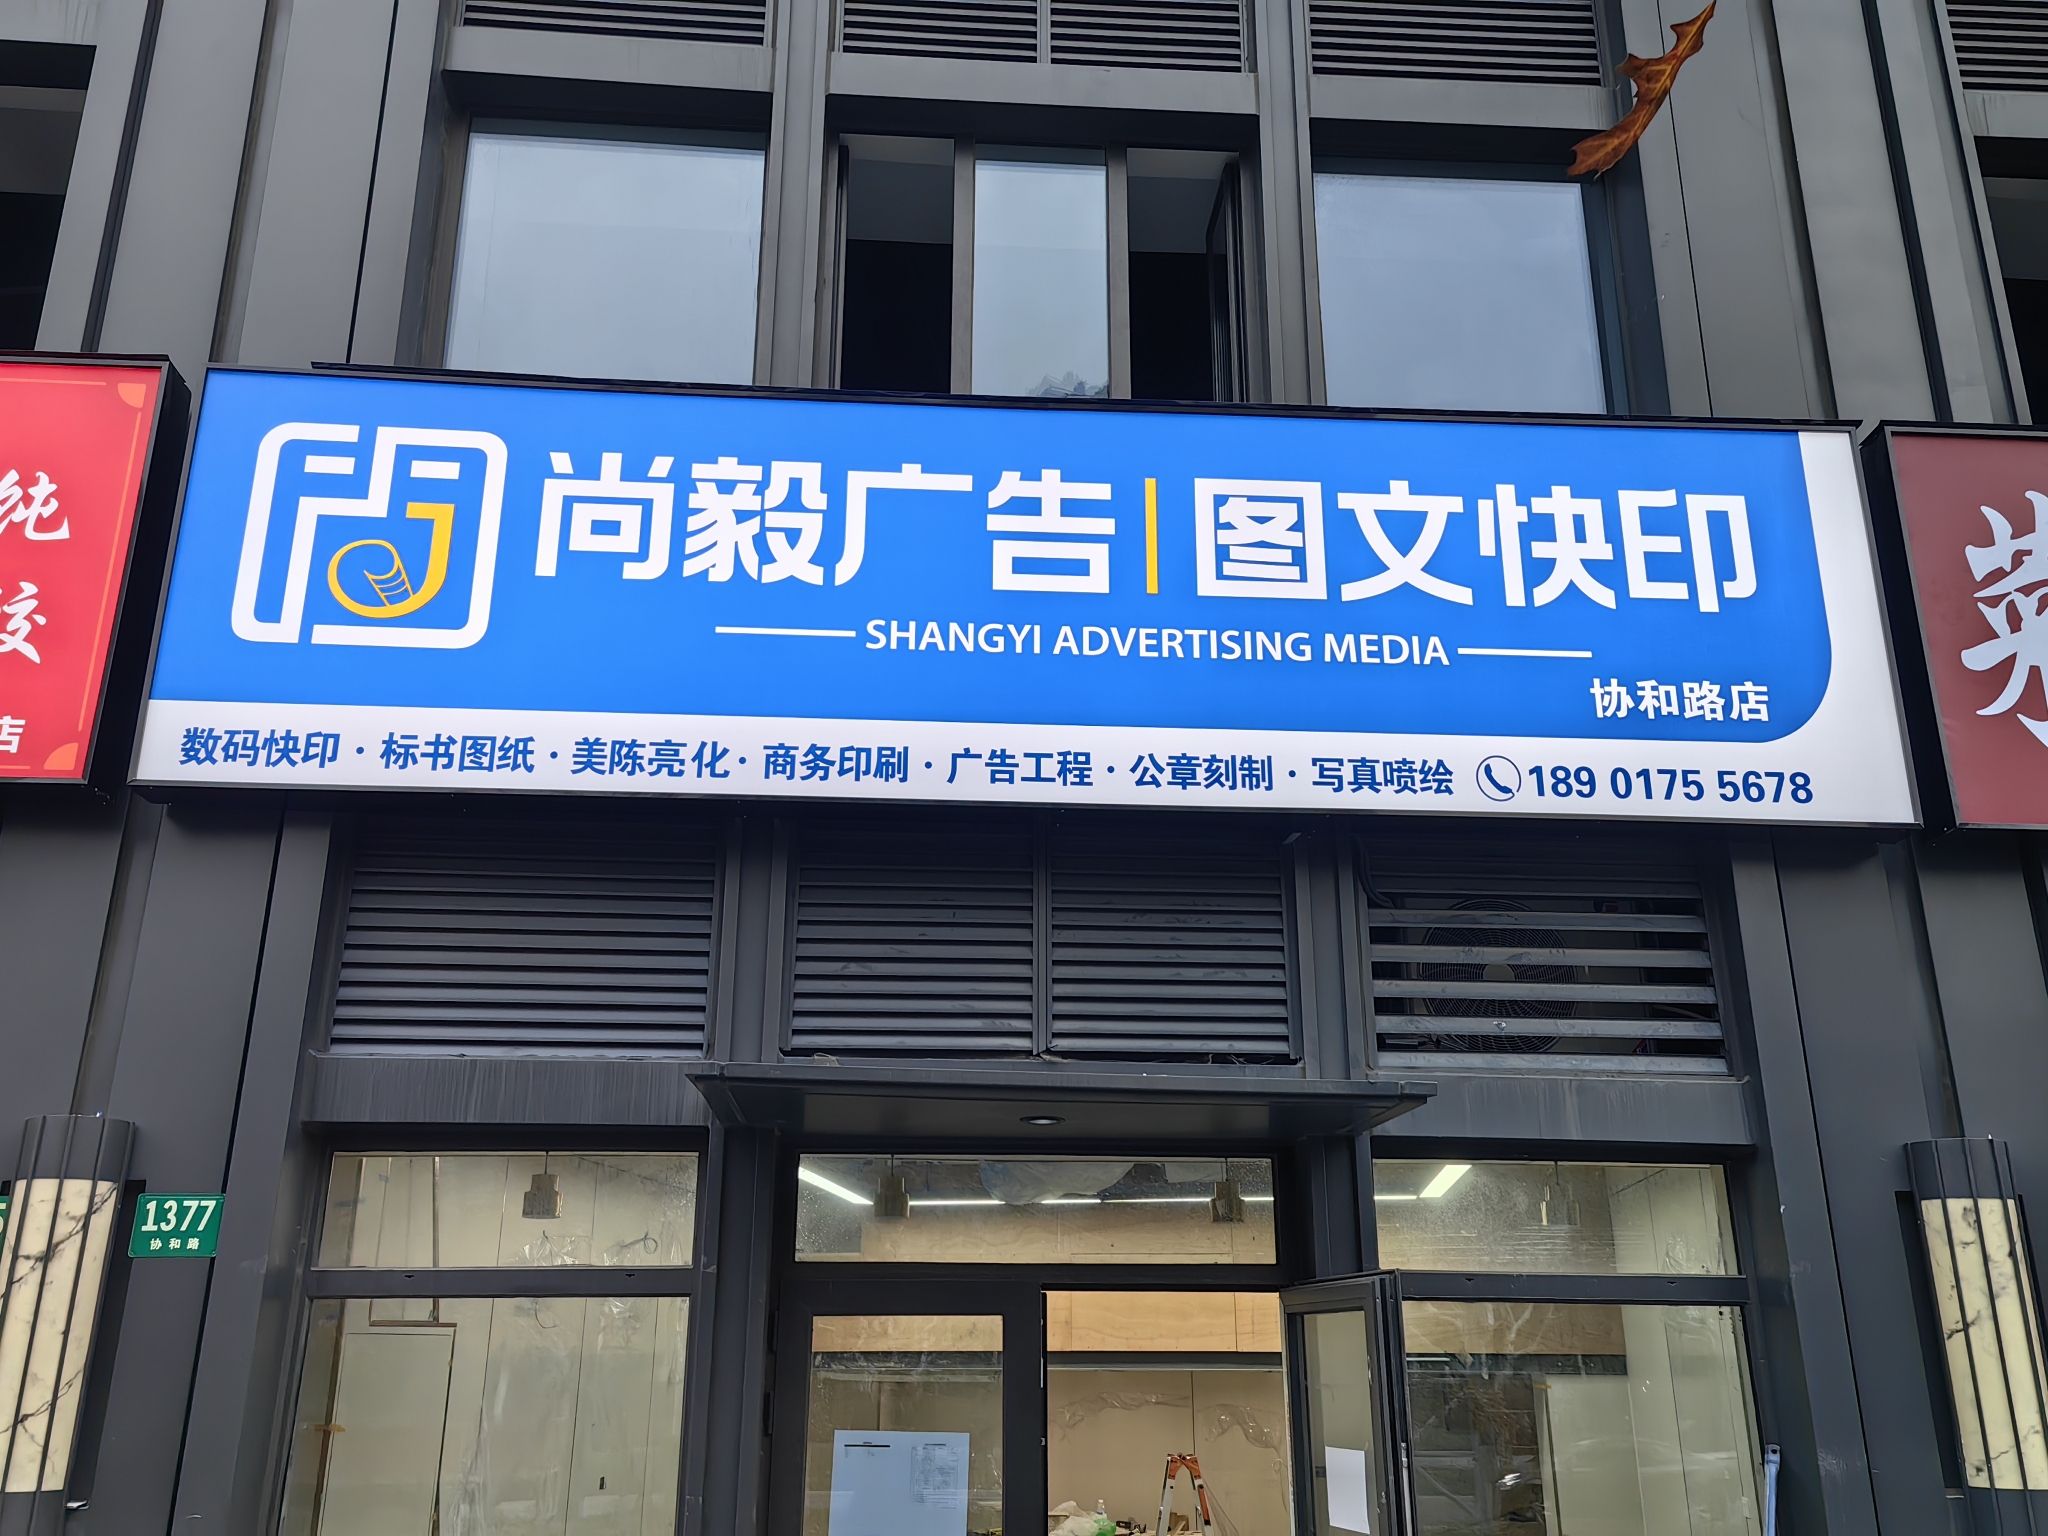 尚毅广告|图文快印
SHANGYI ADVERTISING MEDIA
协和路店
数码快印·标书图纸·美陈亮化·商务印刷·广告工程·公章刻制·写真喷绘 189 0175 5678
纯
店
1377
协和路